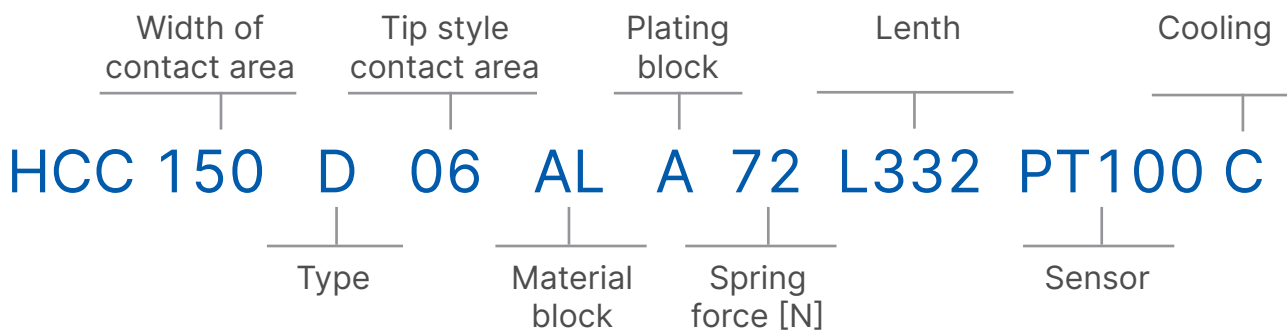 Width of
contact area
Tip style
contact area
Plating
block
Lenth
Cooling
HCC 150 D 06 AL A 72 L332 PT100 C
Type
Material
block
Spring
force [N]
Sensor